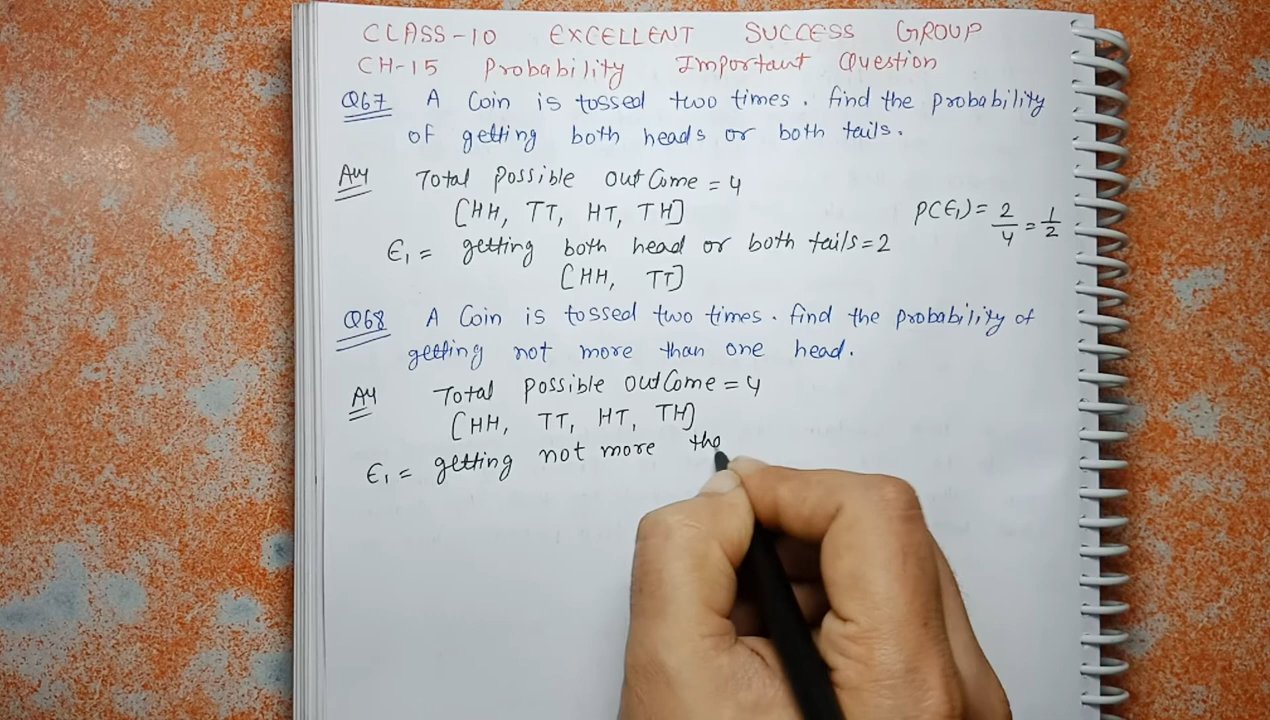 CLASS-10 EXCELLENT SUCCESS GROUP
CH-15 Probability Important Question
Q67 A Coin is tossed two times. find the probability
of getting both heads or both tails.
Total possible outCome = 4
[HH, TT, HT, TH]
E₁ = getting both head or both tails = 2
[HH, TT]
P(E₁) = 2/4 = 1/2
Q68 A Coin is tossed two times. find the probability of
getting not more than one head.
Total possible outCome = 4
[HH, TT, HT, TH]
E₁ = getting not more tha